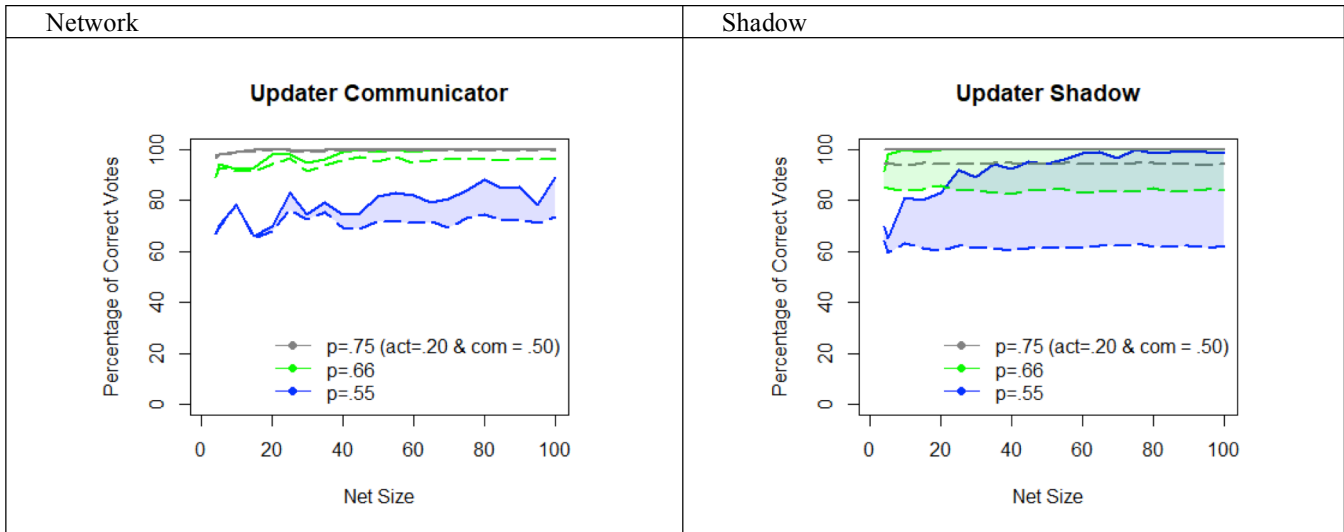 Network
Shadow
Updater Communicator
Percentage of Correct Votes
100
80
60
40
20
0
p=.75 (act=.20 & com = .50)
p=.66
p=.55
0 20 40 60 80 100
Net Size
Updater Shadow
Percentage of Correct Votes
100
80
60
40
20
0
p=.75 (act=.20 & com = .50)
p=.66
p=.55
0 20 40 60 80 100
Net Size